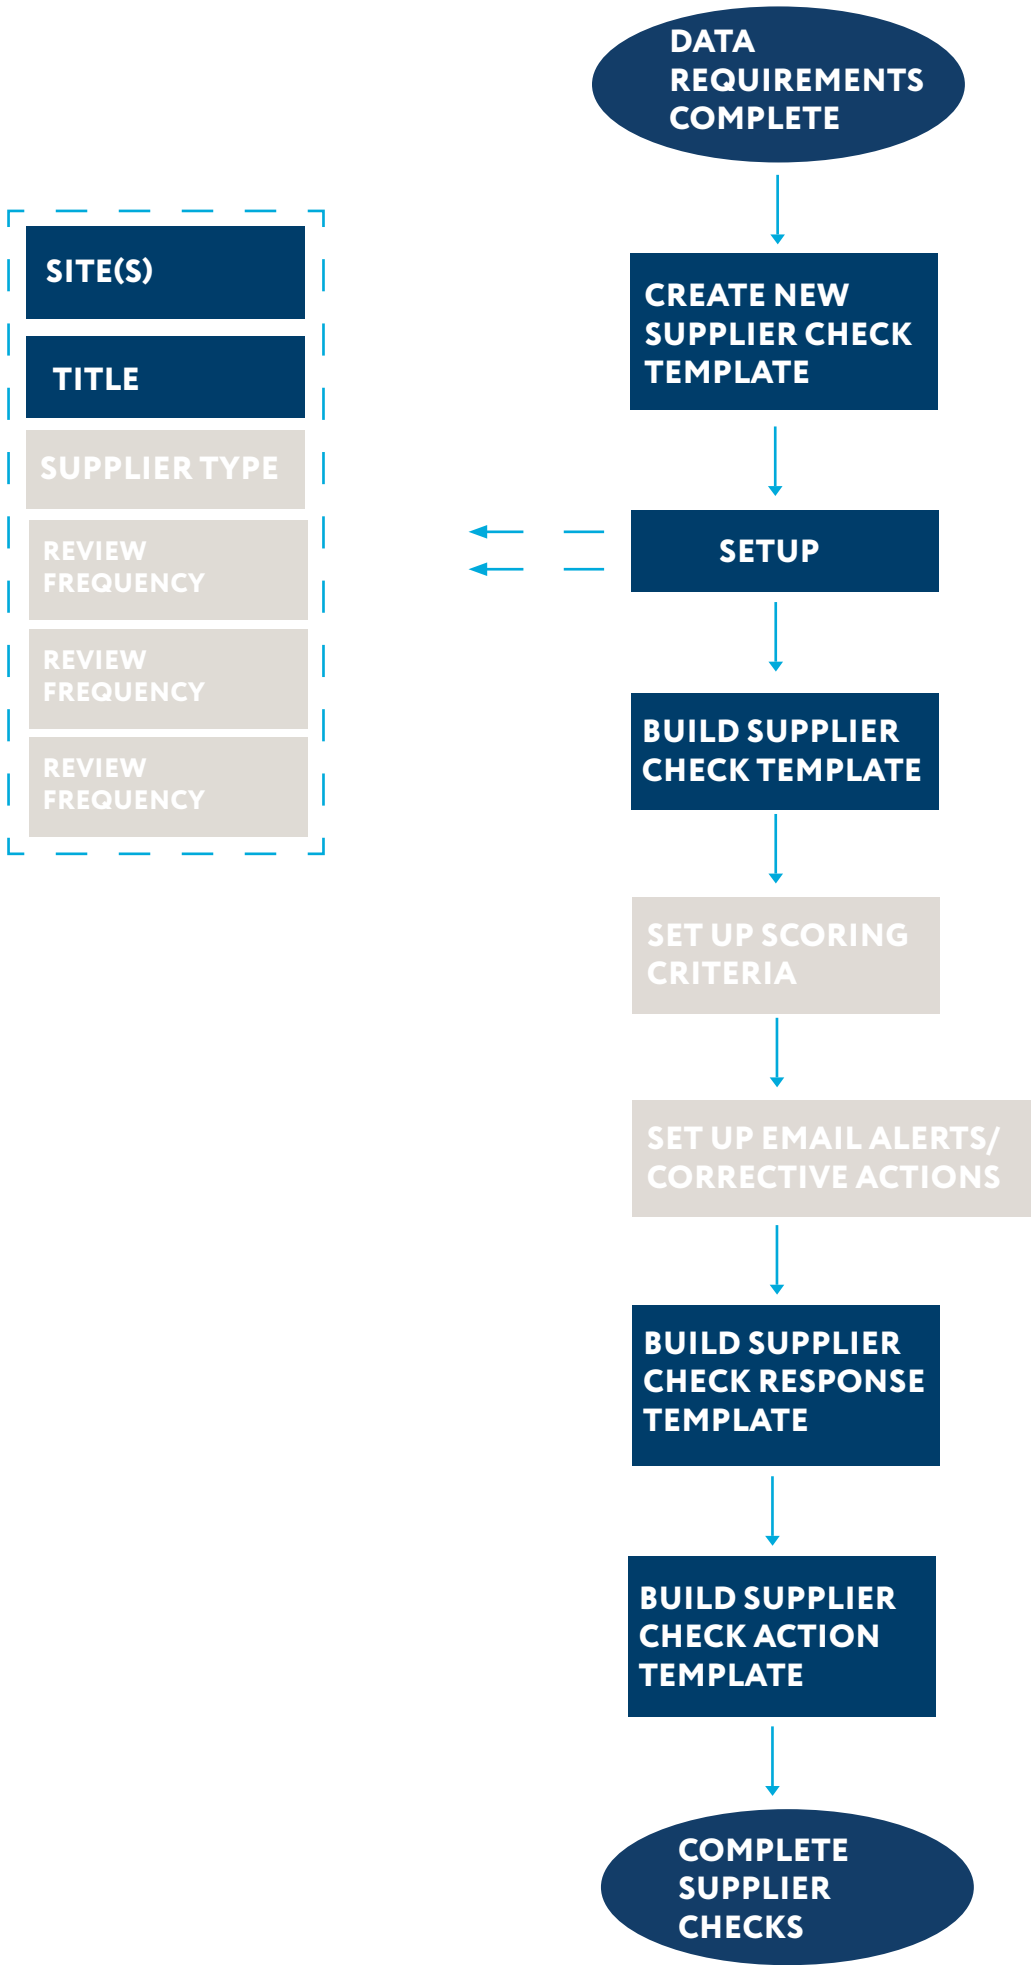 DATA
REQUIREMENTS
COMPLETE
SITE(S)
TITLE
SUPPLIER TYPE
REVIEW
FREQUENCY
REVIEW
FREQUENCY
REVIEW
FREQUENCY
CREATE NEW
SUPPLIER CHECK
TEMPLATE
SETUP
BUILD SUPPLIER
CHECK TEMPLATE
SET UP SCORING
CRITERIA
SET UP EMAIL ALERTS/
CORRECTIVE ACTIONS
BUILD SUPPLIER
CHECK RESPONSE
TEMPLATE
BUILD SUPPLIER
CHECK ACTION
TEMPLATE
COMPLETE
SUPPLIER
CHECKS